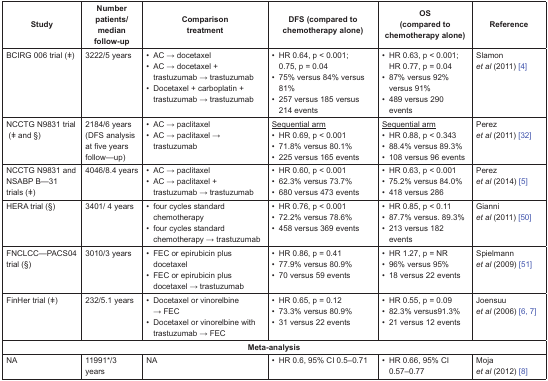 Study
Number
patients/
median
follow-up
Comparison
treatment
DFS (compared to
chemotherapy alone)
OS
(compared to
chemotherapy alone)
Reference
BCIRG 006 trial (ǂ)
3222/5 years
• AC → docetaxel
• AC → docetaxel +
trastuzumab → trastuzumab
• Docetaxel + carboplatin +
trastuzumab → trastuzumab
• HR 0.64, p < 0.001;
0.75, p = 0.04
• 75% versus 84% versus
81%
• 257 versus 185 versus
214 events
• HR 0.63, p < 0.001;
HR 0.77, p = 0.04
• 87% versus 92%
versus 91%
• 489 versus 290
events
Slamon
et al (2011) [4]
NCCTG N9831 trial
(ǂ and §)
2184/6 years
(DFS analysis
at five years
follow—up)
• AC → paclitaxel
• AC → paclitaxel →
trastuzumab
Sequential arm
• HR 0.69, p < 0.001
• 71.8% versus 80.1%
• 225 versus 165 events
Sequential arm
• HR 0.88, p < 0.343
• 88.4% versus 89.3%
• 108 versus 96 events
Perez
et al (2011) [32]
NCCTG N9831 and
NSABP B—31
trials (ǂ)
4046/8.4 years
• AC → paclitaxel
• AC → paclitaxel +
trastuzumab → trastuzumab
• HR 0.60, p < 0.001
• 62.3% versus 73.7%
• 680 versus 473 events
• HR 0.63, p < 0.001
• 75.2% versus 84.0%
• 418 versus 286
Perez
et al (2014) [5]
HERA trial (§)
3401/ 4 years
• four cycles standard
chemotherapy
• four cycles standard
chemotherapy → trastuzumab
• HR 0.76, p < 0.001
• 72.2% versus 78.6%
• 458 versus 369 events
• HR 0.85, p < 0.11
• 87.7% versus. 89.3%
• 213 versus 182
events
Gianni
et al (2011) [50]
FNCLCC—PACS04
trial (§)
3010/3 years
• FEC or epirubicin plus
docetaxel
• FEC or epirubicin plus
docetaxel → trastuzumab
• HR 0.86, p = 0.41
• 77.9% versus 80.9%
• 70 versus 59 events
• HR 1.27, p = NR
• 96% versus 95%
• 18 versus 22 events
Spielmann
et al (2009) [51]
FinHer trial (ǂ)
232/5.1 years
• Docetaxel or vinorelbine
→ FEC
• Docetaxel or vinorelbine with
trastuzumab → FEC
• HR 0.65, p = 0.12
• 73.3% versus 80.9%
• 31 versus 22 events
• HR 0.55, p = 0.09
• 82.3% versus91.3%
• 21 versus 12 events
Joensuu
et al (2006) [6, 7]
Meta-analysis
NA
11991*/3
years
NA
• HR 0.6, 95% CI 0.5–0.71
• HR 0.66, 95% CI
0.57–0.77
Moja
et al (2012) [8]